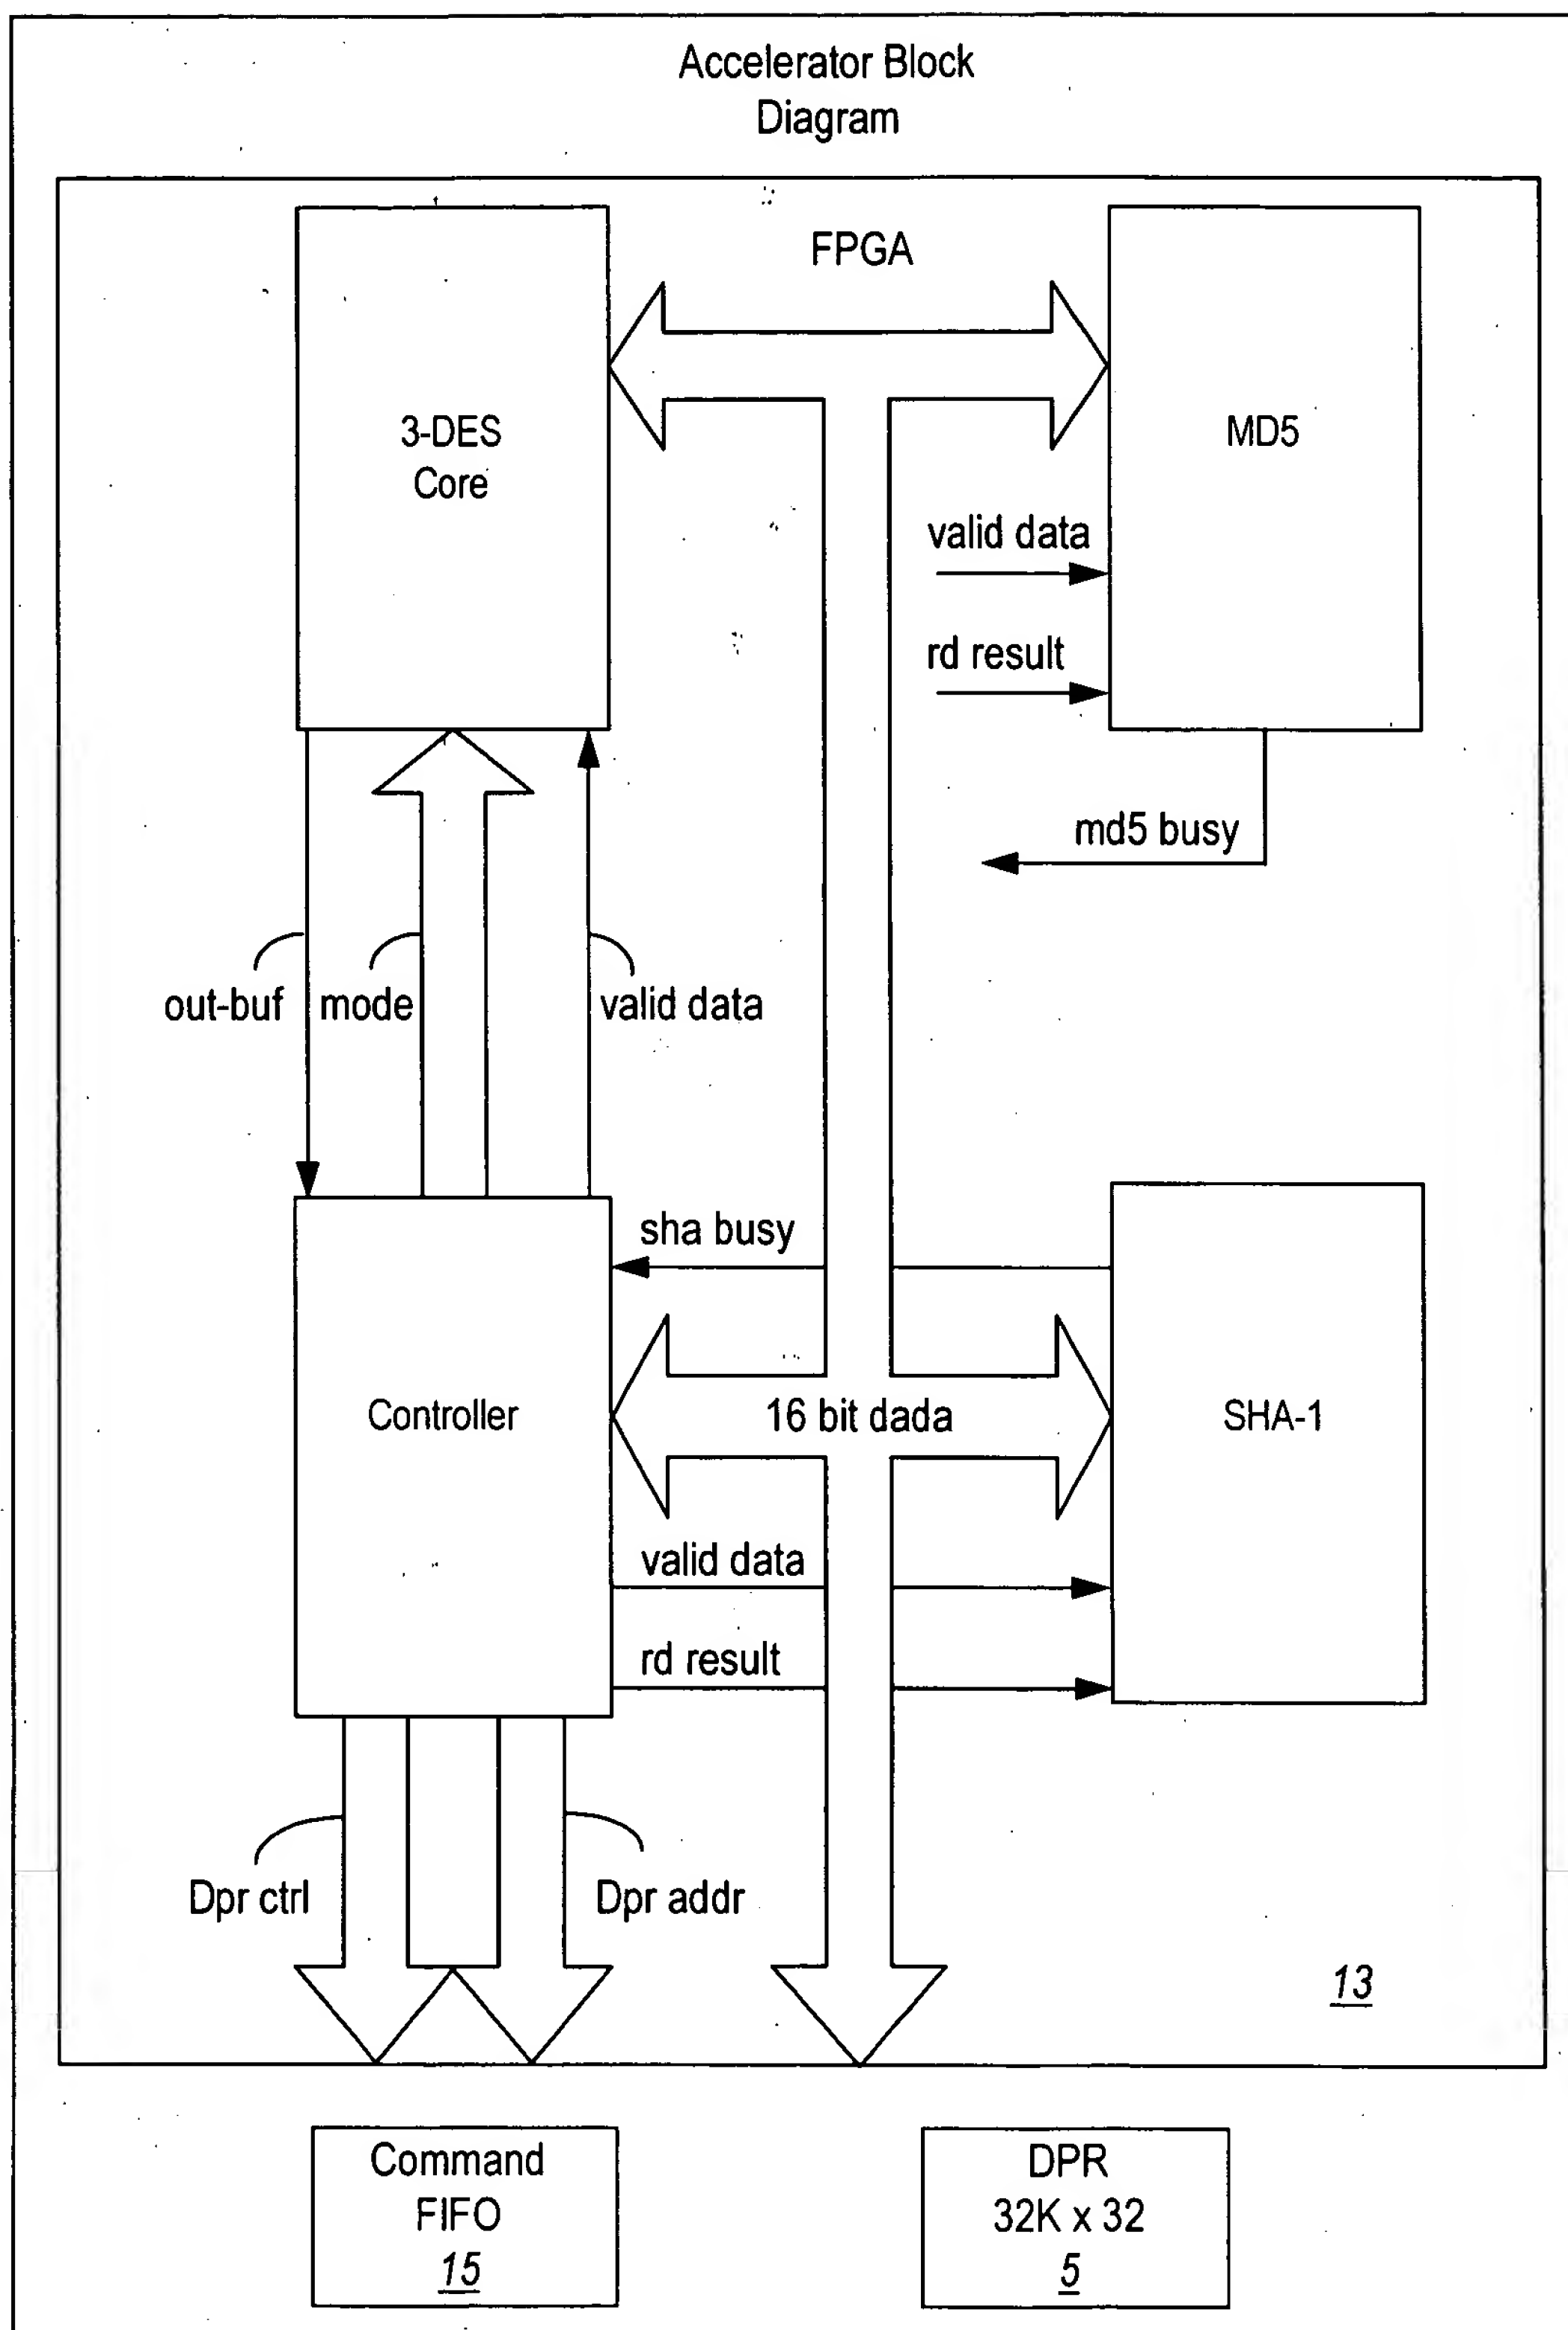 Accelerator Block
Diagram
FPGA
3-DES
Core
MD5
valid data
rd result
md5 busy
out-buf
mode
valid data
sha busy
Controller
16 bit dada
SHA-1
valid data
rd result
Dpr ctrl
Dpr addr
13
Command
FIFO
15
DPR
32K x 32
5